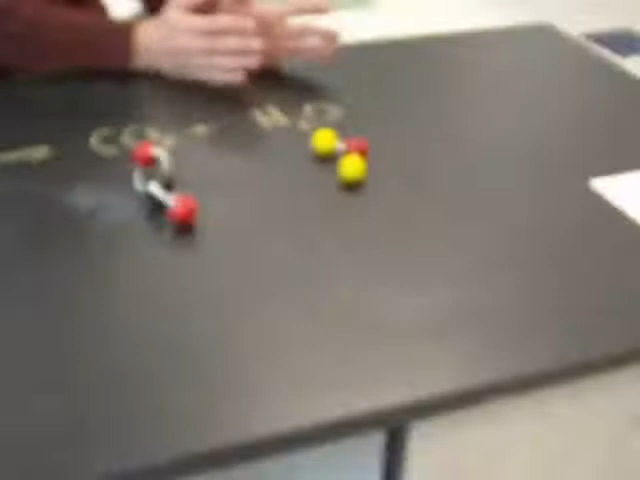 → CO₂ + H₂O